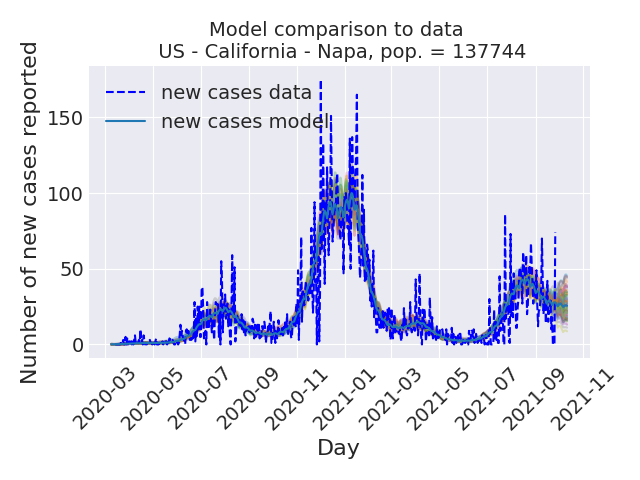 Model comparison to data
US - California - Napa, pop. = 137744
Number of new cases reported
new cases data
new cases model
150
100
50
0
2020-03
2020-05
2020-07
2020-09
2020-11
2021-01
2021-03
2021-05
2021-07
2021-09
2021-11
Day